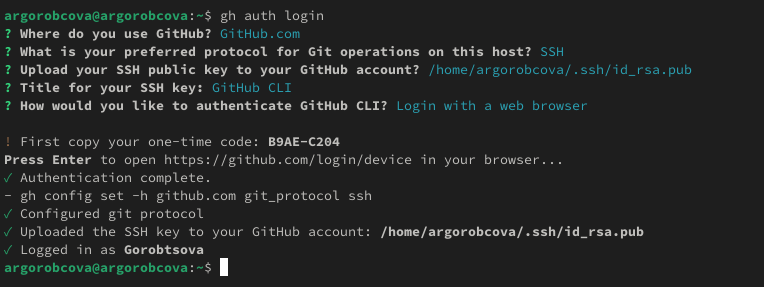 argorobcova@argorobcova:~$ gh auth login
? Where do you use GitHub? GitHub.com
? What is your preferred protocol for Git operations on this host? SSH
? Upload your SSH public key to your GitHub account? /home/argorobcova/.ssh/id_rsa.pub
? Title for your SSH key: GitHub CLI
? How would you like to authenticate GitHub CLI? Login with a web browser
! First copy your one-time code: B9AE-C204
Press Enter to open https://github.com/login/device in your browser...
✓ Authentication complete.
- gh config set -h github.com git_protocol ssh
✓ Configured git protocol
✓ Uploaded the SSH key to your GitHub account: /home/argorobcova/.ssh/id_rsa.pub
✓ Logged in as Gorobtsova
argorobcova@argorobcova:~$